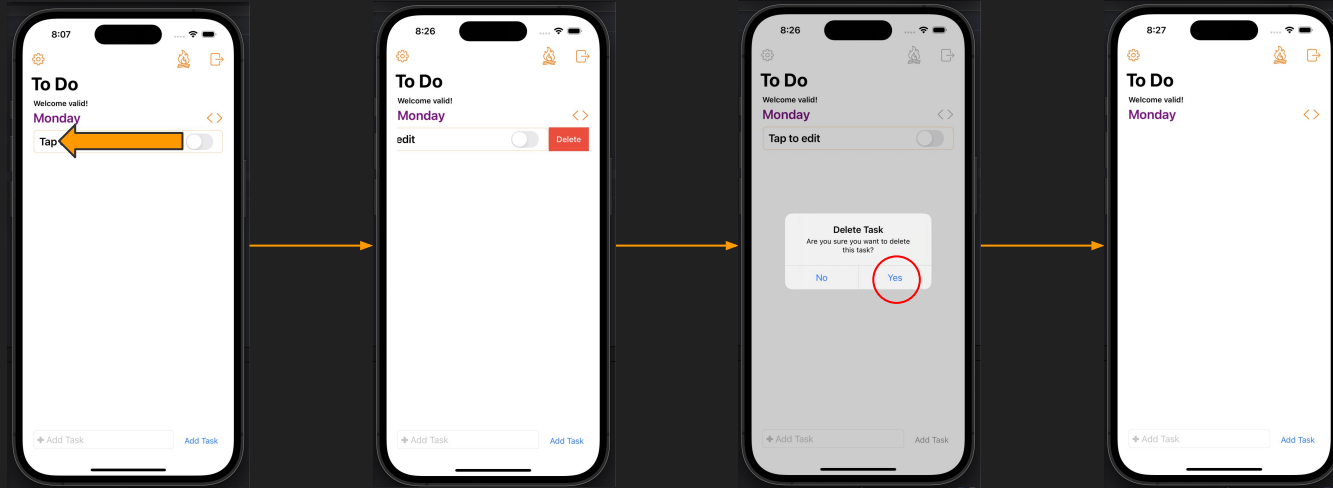 8:07
To Do
Welcome valid!
Monday
< >
Tap
+ Add Task
Add Task
8:26
To Do
Welcome valid!
Monday
< >
edit
Delete
+ Add Task
Add Task
8:26
To Do
Welcome valid!
Monday
< >
Tap to edit
Delete Task
Are you sure you want to delete
this task?
No
Yes
+ Add Task
Add Task
8:27
To Do
Welcome valid!
Monday
< >
+ Add Task
Add Task